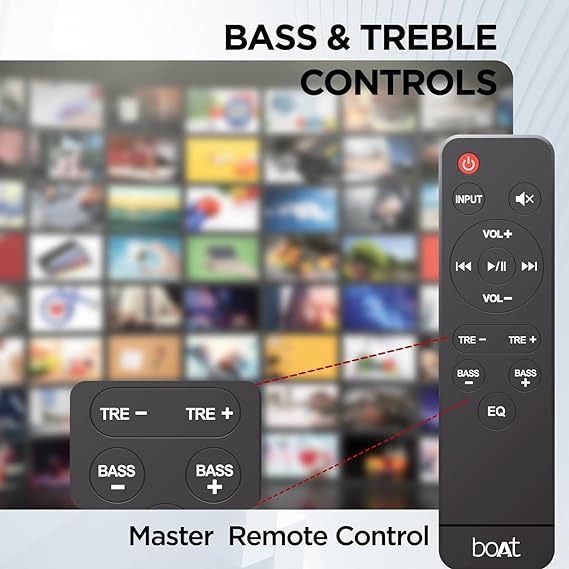 BASS & TREBLE
CONTROLS
INPUT
VOL+
VOL−
TRE − TRE +
BASS BASS
− +
EQ
TRE − TRE +
BASS BASS
− +
Master Remote Control
boAt